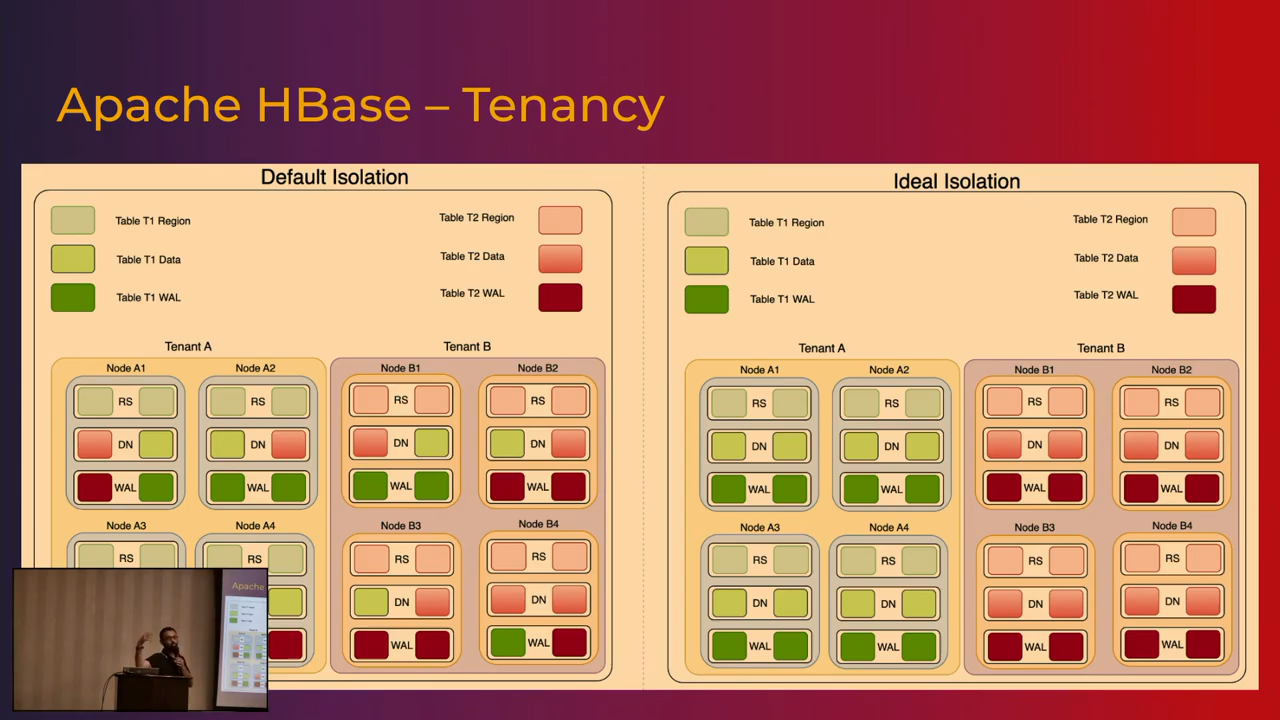 Apache HBase – Tenancy
Default Isolation
Table T1 Region
Table T2 Region
Table T1 Data
Table T2 Data
Table T1 WAL
Table T2 WAL
Tenant A
Tenant B
Node A1
Node A2
Node B1
Node B2
RS
RS
RS
RS
DN
DN
DN
DN
WAL
WAL
WAL
WAL
Node A3
Node A4
Node B3
Node B4
RS
RS
RS
RS
DN
DN
WAL
WAL
Apache
Ideal Isolation
Table T1 Region
Table T2 Region
Table T1 Data
Table T2 Data
Table T1 WAL
Table T2 WAL
Tenant A
Tenant B
Node A1
Node A2
Node B1
Node B2
RS
RS
RS
RS
DN
DN
DN
DN
WAL
WAL
WAL
WAL
Node A3
Node A4
Node B3
Node B4
RS
RS
RS
RS
DN
DN
DN
DN
WAL
WAL
WAL
WAL